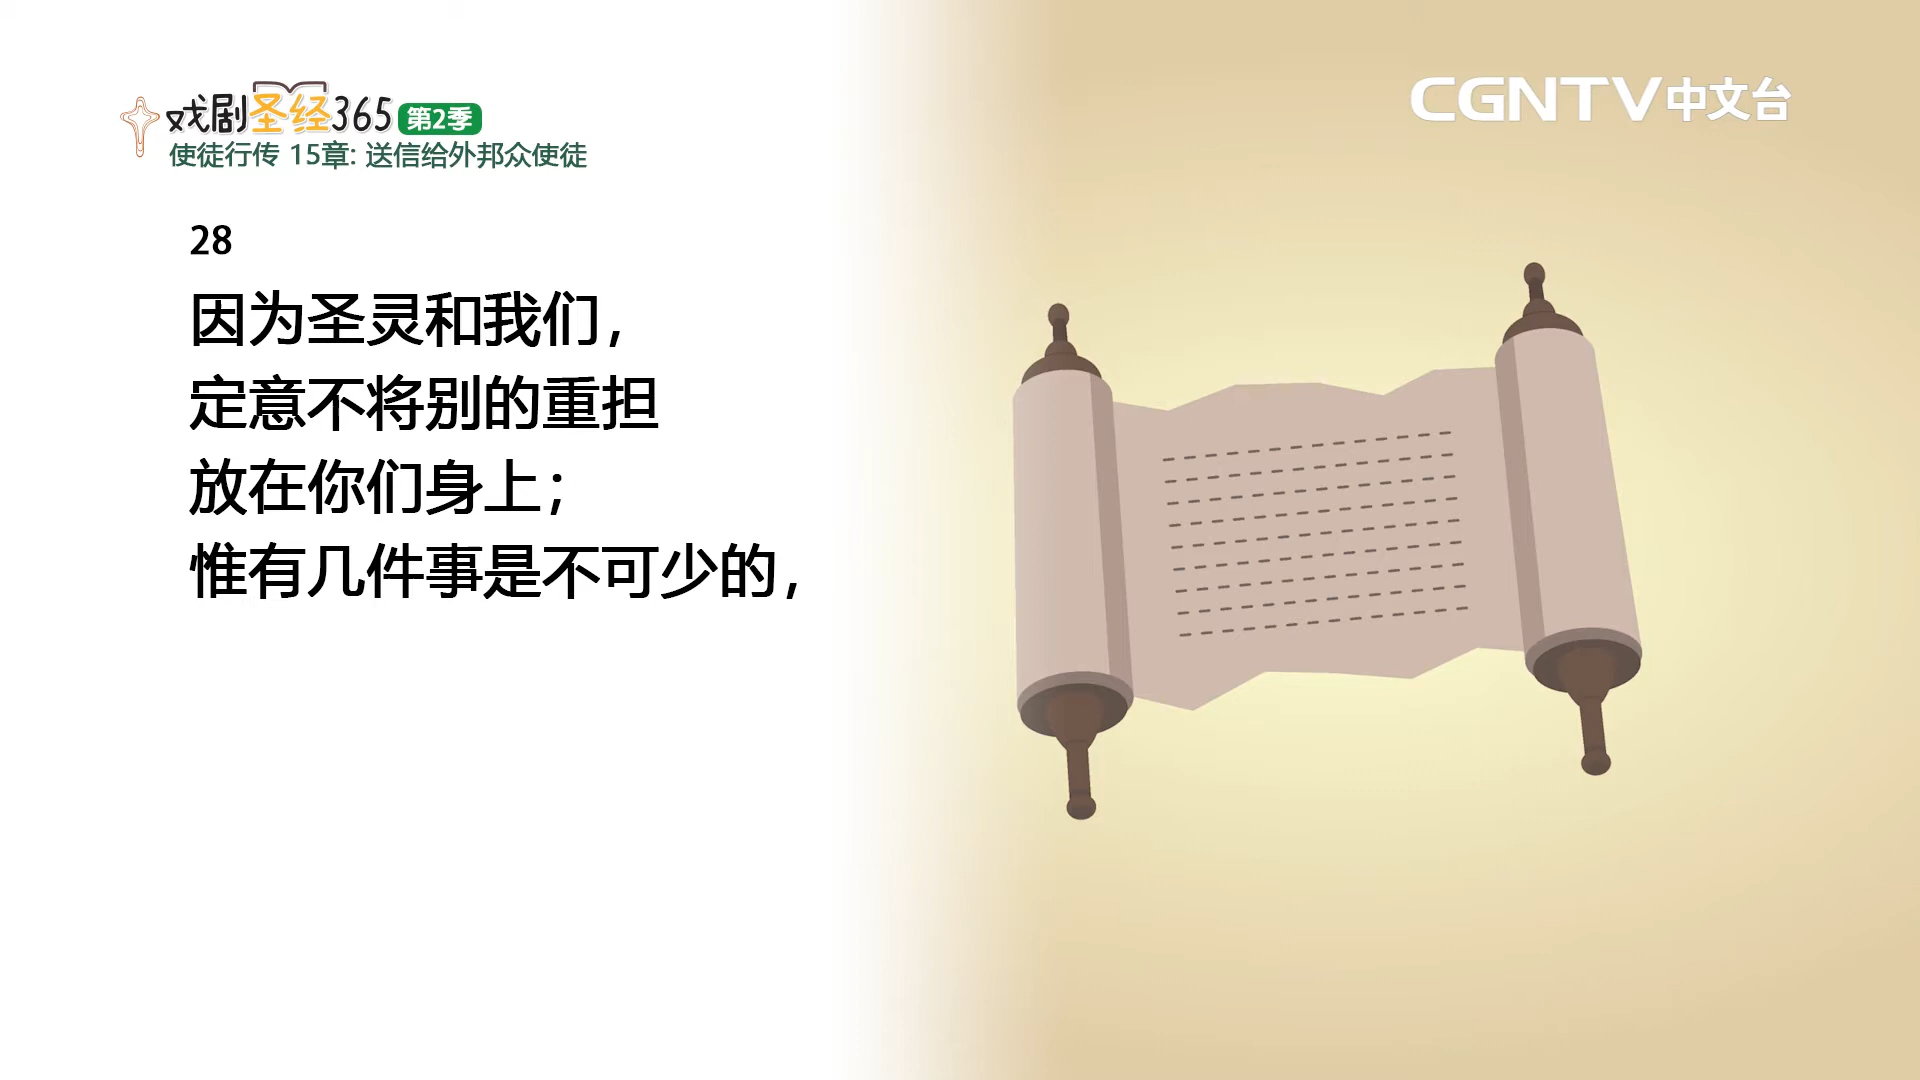 戏剧圣经365 第2季
CGNTV中文台
使徒行传 15章: 送信给外邦众使徒
28
因为圣灵和我们，
定意不将别的重担
放在你们身上；
惟有几件事是不可少的，